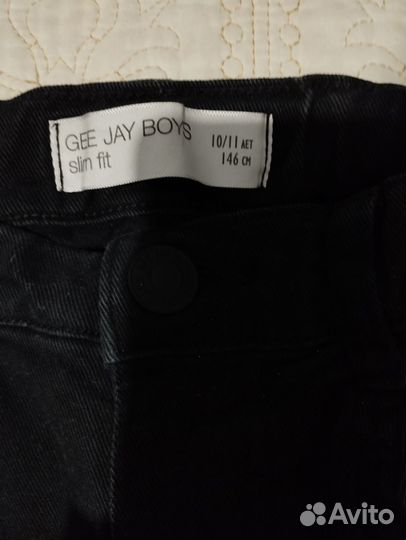 GEE JAY BOYS
slim fit
10/11 ЛЕТ
146 СМ
Avito